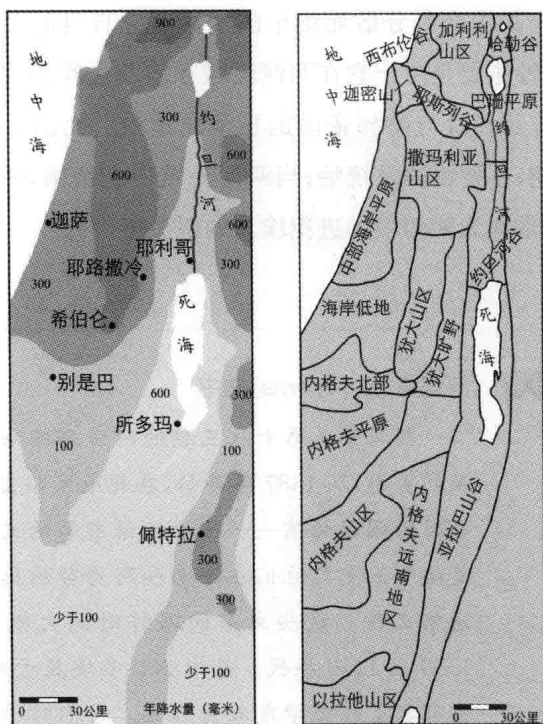 900
地中海
300
约旦河
600
600
迦萨
600
耶利哥
耶路撒冷
300
300
希伯仑
死海
别是巴
600
300
所多玛
100
100
佩特拉
300
300
少于100
少于100
0 30公里
年降水量（毫米）
地中海
西布伦谷
加利利山区
哈勒谷
迦密山
耶斯列谷
巴珊平原
约旦河
撒玛利亚山区
中部海岸平原
约旦河谷
海岸低地
犹大山区
犹大旷野
死海
内格夫北部
内格夫平原
内格夫山区
内格夫远南地区
亚拉巴山谷
以拉他山区
0 30公里